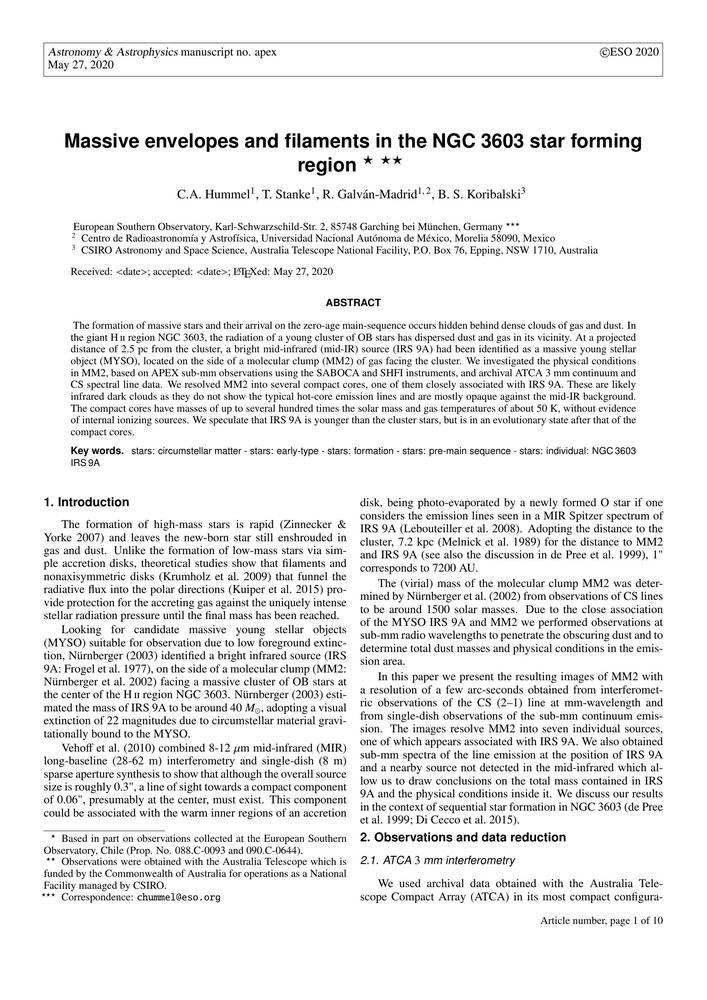 Astronomy & Astrophysics manuscript no. apex
©ESO 2020
May 27, 2020
Massive envelopes and filaments in the NGC 3603 star forming
region ⋆ ⋆⋆
C.A. Hummel1, T. Stanke1, R. Galván-Madrid1, 2, B. S. Koribalski3
European Southern Observatory, Karl-Schwarzschild-Str. 2, 85748 Garching bei München, Germany ⋆⋆⋆
2 Centro de Radioastronomía y Astrofísica, Universidad Nacional Autónoma de México, Morelia 58090, Mexico
3 CSIRO Astronomy and Space Science, Australia Telescope National Facility, P.O. Box 76, Epping, NSW 1710, Australia
Received: <date>; accepted: <date>; LATEXed: May 27, 2020
ABSTRACT
The formation of massive stars and their arrival on the zero-age main-sequence occurs hidden behind dense clouds of gas and dust. In
the giant H II region NGC 3603, the radiation of a young cluster of OB stars has dispersed dust and gas in its vicinity. At a projected
distance of 2.5 pc from the cluster, a bright mid-infrared (mid-IR) source (IRS 9A) had been identified as a massive young stellar
object (MYSO), located on the side of a molecular clump (MM2) of gas facing the cluster. We investigated the physical conditions
in MM2, based on APEX sub-mm observations using the SABOCA and SHFI instruments, and archival ATCA 3 mm continuum and
CS spectral line data. We resolved MM2 into several compact cores, one of them closely associated with IRS 9A. These are likely
infrared dark clouds as they do not show the typical hot-core emission lines and are mostly opaque against the mid-IR background.
The compact cores have masses of up to several hundred times the solar mass and gas temperatures of about 50 K, without evidence
of internal ionizing sources. We speculate that IRS 9A is younger than the cluster stars, but is in an evolutionary state after that of the
compact cores.
Key words. stars: circumstellar matter - stars: early-type - stars: formation - stars: pre-main sequence - stars: individual: NGC 3603
IRS 9A
1. Introduction
The formation of high-mass stars is rapid (Zinnecker &
Yorke 2007) and leaves the new-born star still enshrouded in
gas and dust. Unlike the formation of low-mass stars via sim-
ple accretion disks, theoretical studies show that filaments and
nonaxisymmetric disks (Krumholz et al. 2009) that funnel the
radiative flux into the polar directions (Kuiper et al. 2015) pro-
vide protection for the accreting gas against the uniquely intense
stellar radiation pressure until the final mass has been reached.
Looking for candidate massive young stellar objects
(MYSO) suitable for observation due to low foreground extinc-
tion, Nürnberger (2003) identified a bright infrared source (IRS
9A: Frogel et al. 1977), on the side of a molecular clump (MM2:
Nürnberger et al. 2002) facing a massive cluster of OB stars at
the center of the H II region NGC 3603. Nürnberger (2003) esti-
mated the mass of IRS 9A to be around 40 M⊙, adopting a visual
extinction of 22 magnitudes due to circumstellar material gravi-
tationally bound to the MYSO.
Vehoff et al. (2010) combined 8-12 μm mid-infrared (MIR)
long-baseline (28-62 m) interferometry and single-dish (8 m)
sparse aperture synthesis to show that although the overall source
size is roughly 0.3", a line of sight towards a compact component
of 0.06", presumably at the center, must exist. This component
could be associated with the warm inner regions of an accretion
⋆ Based in part on observations collected at the European Southern
Observatory, Chile (Prop. No. 088.C-0093 and 090.C-0644).
⋆⋆ Observations were obtained with the Australia Telescope which is
funded by the Commonwealth of Australia for operations as a National
Facility managed by CSIRO.
⋆⋆⋆ Correspondence: chummel@eso.org
disk, being photo-evaporated by a newly formed O star if one
considers the emission lines seen in a MIR Spitzer spectrum of
IRS 9A (Lebouteiller et al. 2008). Adopting the distance to the
cluster, 7.2 kpc (Melnick et al. 1989) for the distance to MM2
and IRS 9A (see also the discussion in de Pree et al. 1999), 1"
corresponds to 7200 AU.
The (virial) mass of the molecular clump MM2 was deter-
mined by Nürnberger et al. (2002) from observations of CS lines
to be around 1500 solar masses. Due to the close association
of the MYSO IRS 9A and MM2 we performed observations at
sub-mm radio wavelengths to penetrate the obscuring dust and to
determine total dust masses and physical conditions in the emis-
sion area.
In this paper we present the resulting images of MM2 with
a resolution of a few arc-seconds obtained from interferomet-
ric observations of the CS (2–1) line at mm-wavelength and
from single-dish observations of the sub-mm continuum emis-
sion. The images resolve MM2 into seven individual sources,
one of which appears associated with IRS 9A. We also obtained
sub-mm spectra of the line emission at the position of IRS 9A
and a nearby source not detected in the mid-infrared which al-
low us to draw conclusions on the total mass contained in IRS
9A and the physical conditions inside it. We discuss our results
in the context of sequential star formation in NGC 3603 (de Pree
et al. 1999; Di Cecco et al. 2015).
2. Observations and data reduction
2.1. ATCA 3 mm interferometry
We used archival data obtained with the Australia Tele-
scope Compact Array (ATCA) in its most compact configura-
Article number, page 1 of 10